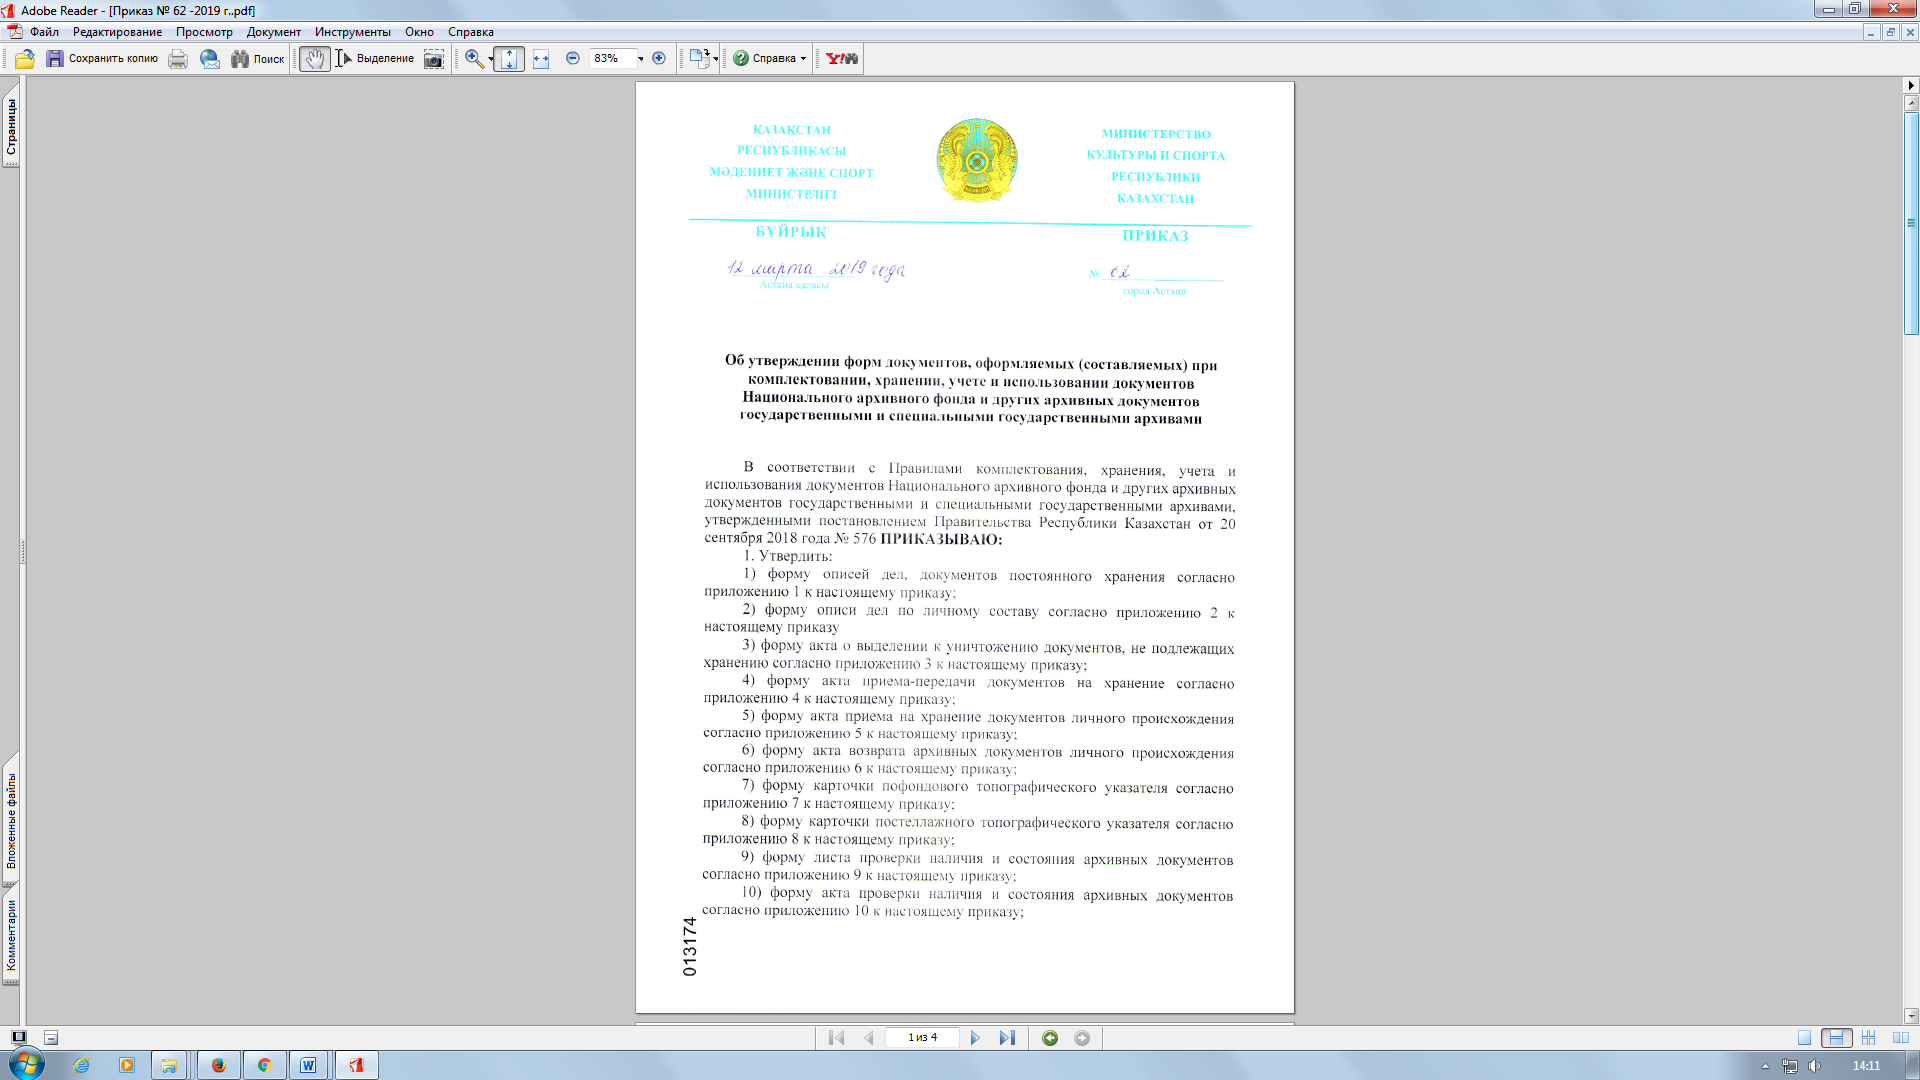 Adobe Reader - [Приказ № 62 -2019 г..pdf]
Файл Редактирование Просмотр Документ Инструменты Окно Справка
Сохранить копию Поиск Выделение 83% Справка Y!
Страницы
Вложенные файлы
Комментарии
ҚАЗАҚСТАН
РЕСПУБЛИКАСЫ
МӘДЕНИЕТ ЖӘНЕ СПОРТ
МИНИСТРЛІГІ
МИНИСТЕРСТВО
КУЛЬТУРЫ И СПОРТА
РЕСПУБЛИКИ
КАЗАХСТАН
БҰЙРЫҚ
ПРИКАЗ
12 марта 2019 года
№ 62
Астана қаласы
город Астана
Об утверждении форм документов, оформляемых (составляемых) при
комплектовании, хранении, учете и использовании документов
Национального архивного фонда и других архивных документов
государственными и специальными государственными архивами
В соответствии с Правилами комплектования, хранения, учета и
использования документов Национального архивного фонда и других архивных
документов государственными и специальными государственными архивами,
утвержденными постановлением Правительства Республики Казахстан от 20
сентября 2018 года № 576 ПРИКАЗЫВАЮ:
1. Утвердить:
1) форму описей дел, документов постоянного хранения согласно
приложению 1 к настоящему приказу;
2) форму описи дел по личному составу согласно приложению 2 к
настоящему приказу
3) форму акта о выделении к уничтожению документов, не подлежащих
хранению согласно приложению 3 к настоящему приказу;
4) форму акта приема-передачи документов на хранение согласно
приложению 4 к настоящему приказу;
5) форму акта приема на хранение документов личного происхождения
согласно приложению 5 к настоящему приказу;
6) форму акта возврата архивных документов личного происхождения
согласно приложению 6 к настоящему приказу;
7) форму карточки пофондового топографического указателя согласно
приложению 7 к настоящему приказу;
8) форму карточки постеллажного топографического указателя согласно
приложению 8 к настоящему приказу;
9) форму листа проверки наличия и состояния архивных документов
согласно приложению 9 к настоящему приказу;
10) форму акта проверки наличия и состояния архивных документов
согласно приложению 10 к настоящему приказу;
013174
1 из 4
14:11